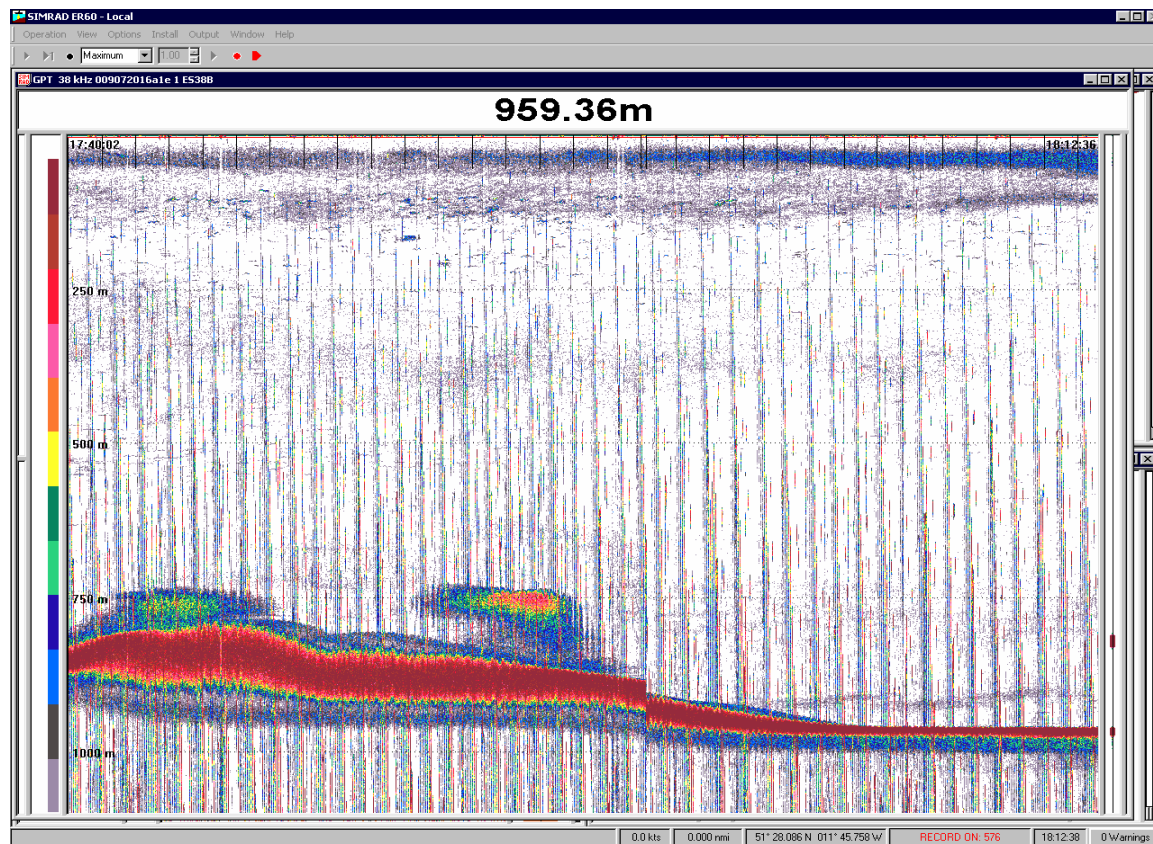 SIMRAD ER60 - Local
Operation View Options Install Output Window Help
Maximum 1.00
GPT 38 kHz 009072016a1e 1 ES38B
959.36m
17:40:02 18:12:36
250 m
500 m
750 m
1000 m
0.0 kts 0.000 nmi 51° 28.086 N 011° 45.758 W RECORD ON: 576 18:12:38 0 Warnings